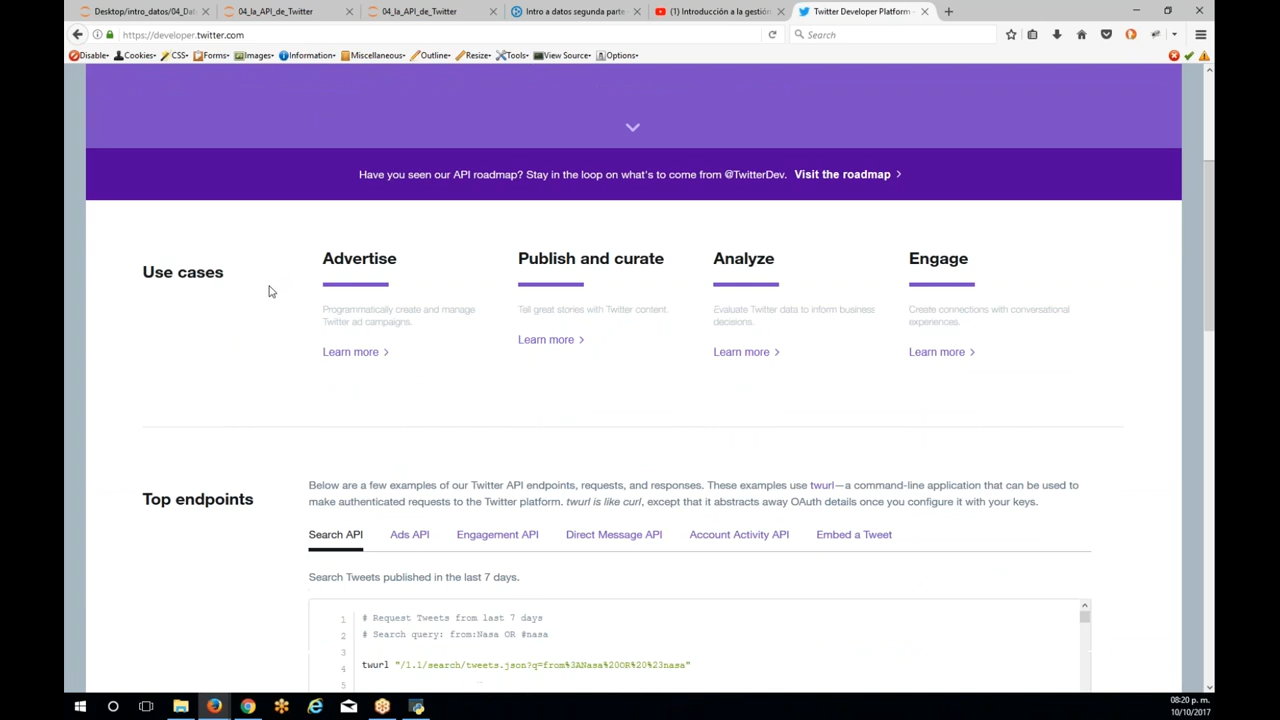 Desktop/intro_datos/04_Dat
04_la_API_de_Twitter
04_la_API_de_Twitter
Intro a datos segunda parte
(1) Introducción a la gestión
Twitter Developer Platform –
https://developer.twitter.com
Search
Disable
Cookies
CSS
Forms
Images
Information
Miscellaneous
Outline
Resize
Tools
View Source
Options
Have you seen our API roadmap? Stay in the loop on what's to come from @TwitterDev. Visit the roadmap
Use cases
Advertise
Programmatically create and manage
Twitter ad campaigns.
Learn more
Publish and curate
Tell great stories with Twitter content.
Learn more
Analyze
Evaluate Twitter data to inform business
decisions.
Learn more
Engage
Create connections with conversational
experiences.
Learn more
Top endpoints
Below are a few examples of our Twitter API endpoints, requests, and responses. These examples use twurl—a command-line application that can be used to
make authenticated requests to the Twitter platform. twurl is like curl, except that it abstracts away OAuth details once you configure it with your keys.
Search API
Ads API
Engagement API
Direct Message API
Account Activity API
Embed a Tweet
Search Tweets published in the last 7 days.
1 # Request Tweets from last 7 days
2 # Search query: from:Nasa OR #nasa
3
4 twurl "/1.1/search/tweets.json?q=from%3ANasa%20OR%20%23nasa"
5
08:20 p. m.
10/10/2017